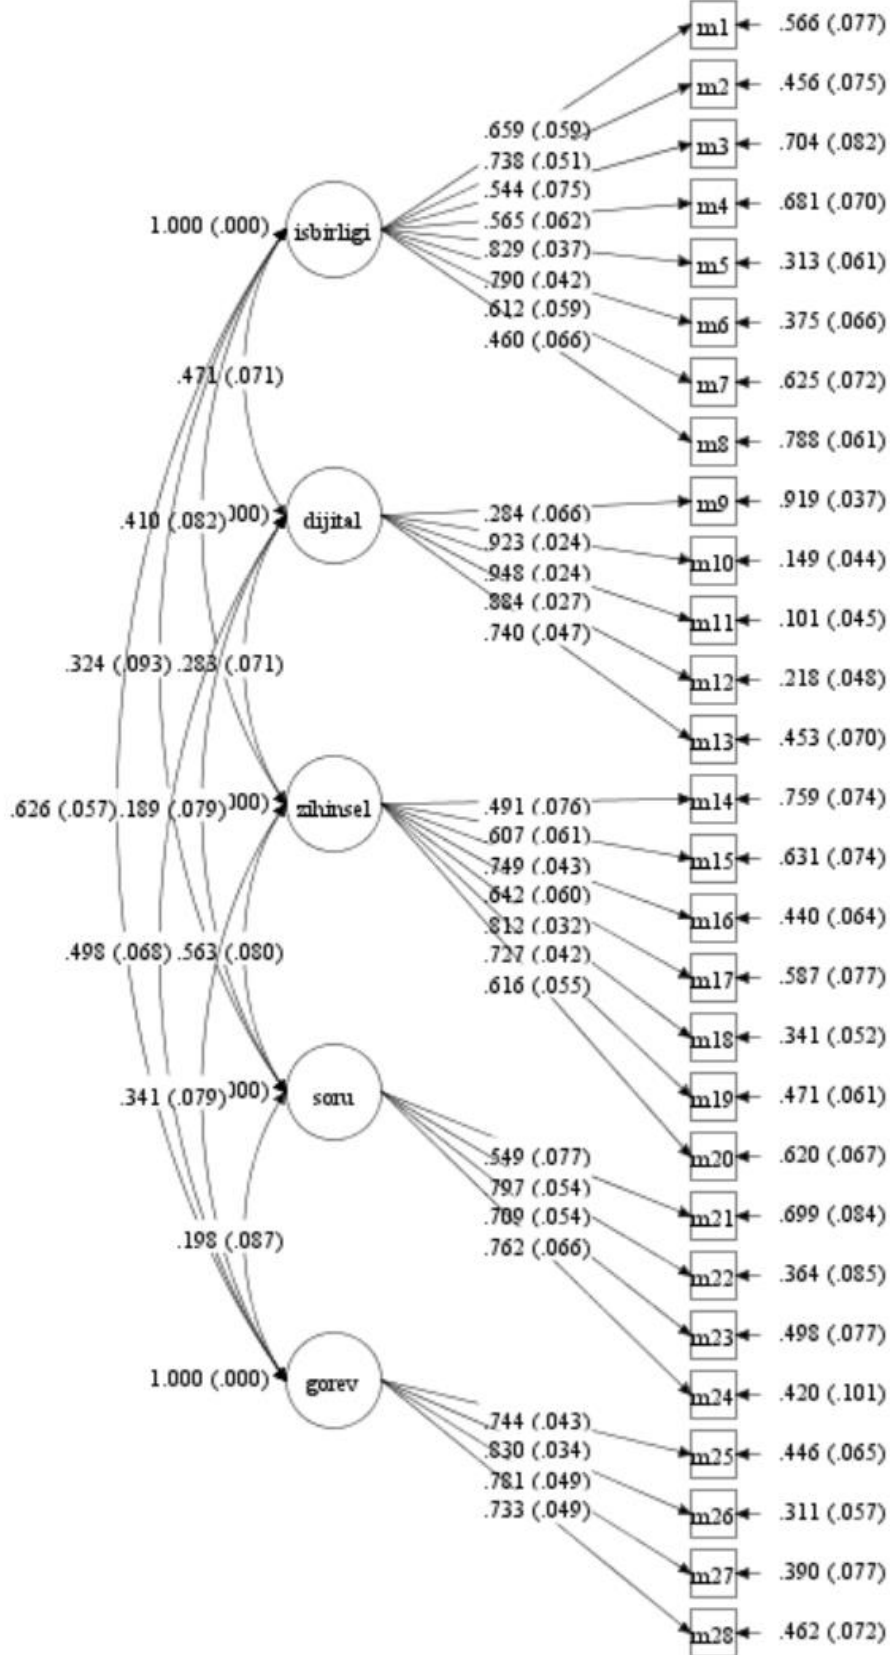 m1 .566 (.077)
m2 .456 (.075)
.659 (.059)
m3 .704 (.082)
.738 (.051)
.544 (.075)
m4 .681 (.070)
.565 (.062)
1.000 (.000) isbirligi
.829 (.037)
m5 .313 (.061)
.790 (.042)
.612 (.059)
m6 .375 (.066)
.460 (.066)
.471 (.071)
m7 .625 (.072)
m8 .788 (.061)
m9 .919 (.037)
.284 (.066)
.410 (.082) 000) dijital
.923 (.024)
m10 .149 (.044)
.948 (.024)
.884 (.027)
m11 .101 (.045)
.740 (.047)
.324 (.093) .283 (.071)
m12 .218 (.048)
m13 .453 (.070)
m14 .759 (.074)
.626 (.057) .189 (.079) 000) zihinsel
.491 (.076)
.607 (.061)
m15 .631 (.074)
.749 (.043)
.642 (.060)
m16 .440 (.064)
.812 (.032)
.498 (.068) .563 (.080)
.727 (.042)
m17 .587 (.077)
.616 (.055)
m18 .341 (.052)
.341 (.079) 000) soru
m19 .471 (.061)
m20 .620 (.067)
.549 (.077)
.797 (.054)
m21 .699 (.084)
.709 (.054)
.198 (.087)
.762 (.066)
m22 .364 (.085)
m23 .498 (.077)
1.000 (.000) gorev
m24 .420 (.101)
.744 (.043)
.830 (.034)
m25 .446 (.065)
.781 (.049)
.733 (.049)
m26 .311 (.057)
m27 .390 (.077)
m28 .462 (.072)